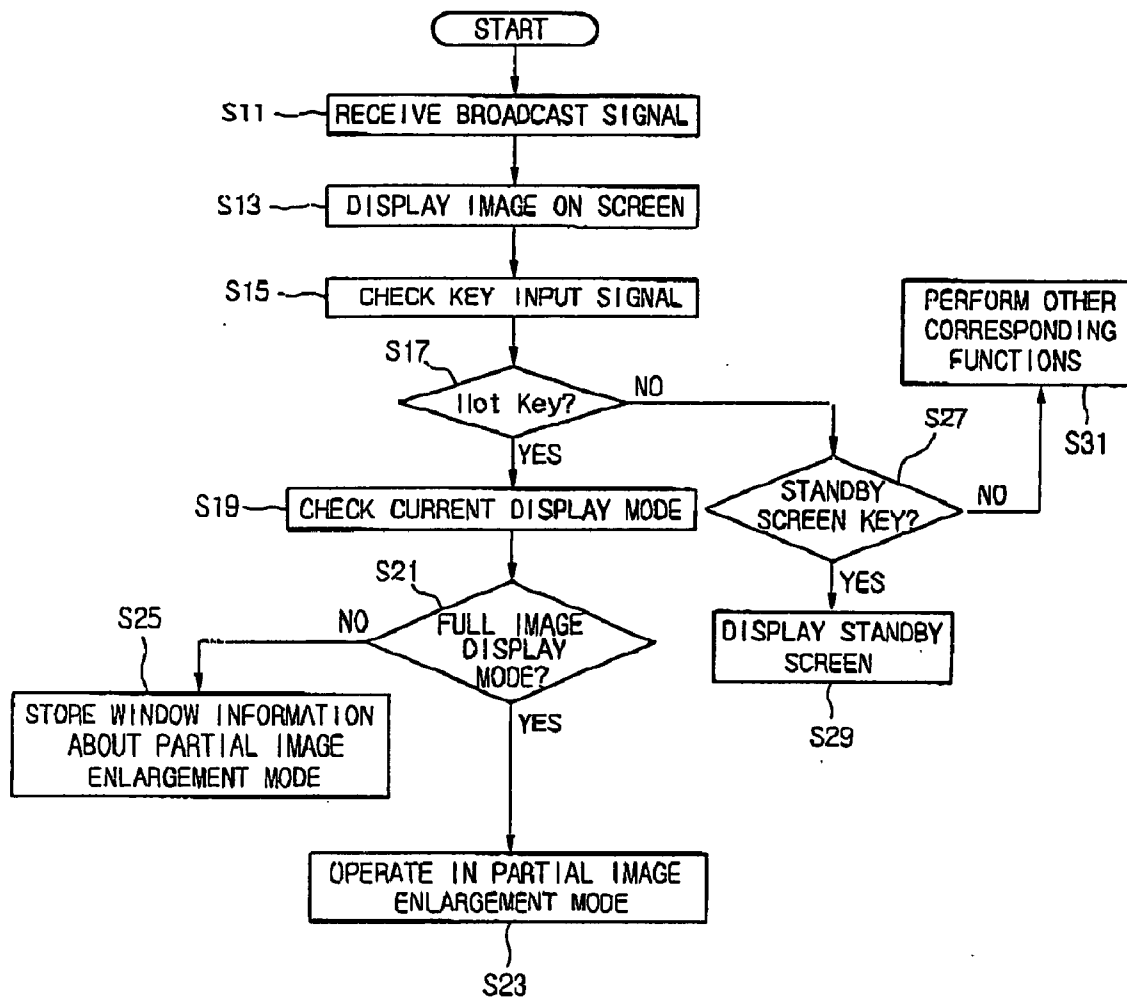 START
S11
RECEIVE BROADCAST SIGNAL
S13
DISPLAY IMAGE ON SCREEN
S15
CHECK KEY INPUT SIGNAL
PERFORM OTHER
CORRESPONDING
FUNCTIONS
S31
S17
Hot Key?
NO
YES
S27
STANDBY
SCREEN KEY?
NO
YES
S19
CHECK CURRENT DISPLAY MODE
S21
FULL IMAGE
DISPLAY
MODE?
NO
YES
DISPLAY STANDBY
SCREEN
S29
S25
STORE WINDOW INFORMATION
ABOUT PARTIAL IMAGE
ENLARGEMENT MODE
OPERATE IN PARTIAL IMAGE
ENLARGEMENT MODE
S23